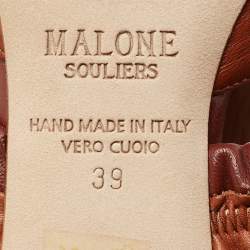 MALONE
SOULIERS
HAND MADE IN ITALY
VERO CUOIO
39